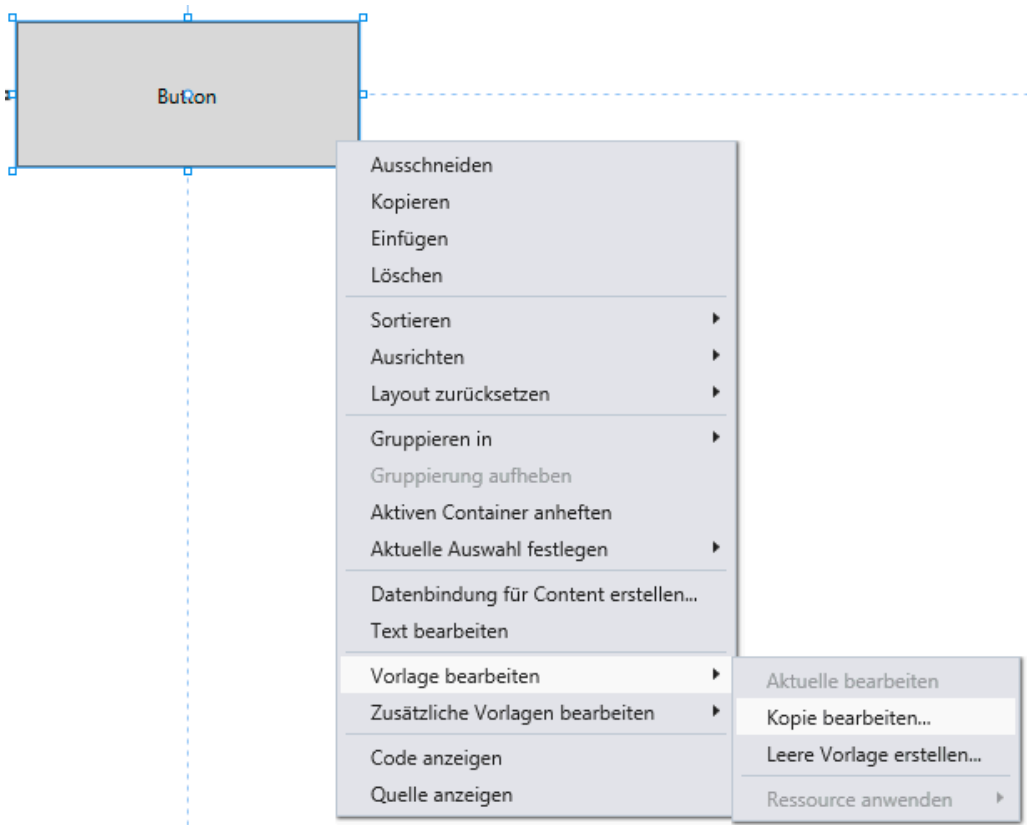 Button
Ausschneiden
Kopieren
Einfügen
Löschen
Sortieren
Ausrichten
Layout zurücksetzen
Gruppieren in
Gruppierung aufheben
Aktiven Container anheften
Aktuelle Auswahl festlegen
Datenbindung für Content erstellen...
Text bearbeiten
Vorlage bearbeiten
Zusätzliche Vorlagen bearbeiten
Code anzeigen
Quelle anzeigen
Aktuelle bearbeiten
Kopie bearbeiten...
Leere Vorlage erstellen...
Ressource anwenden